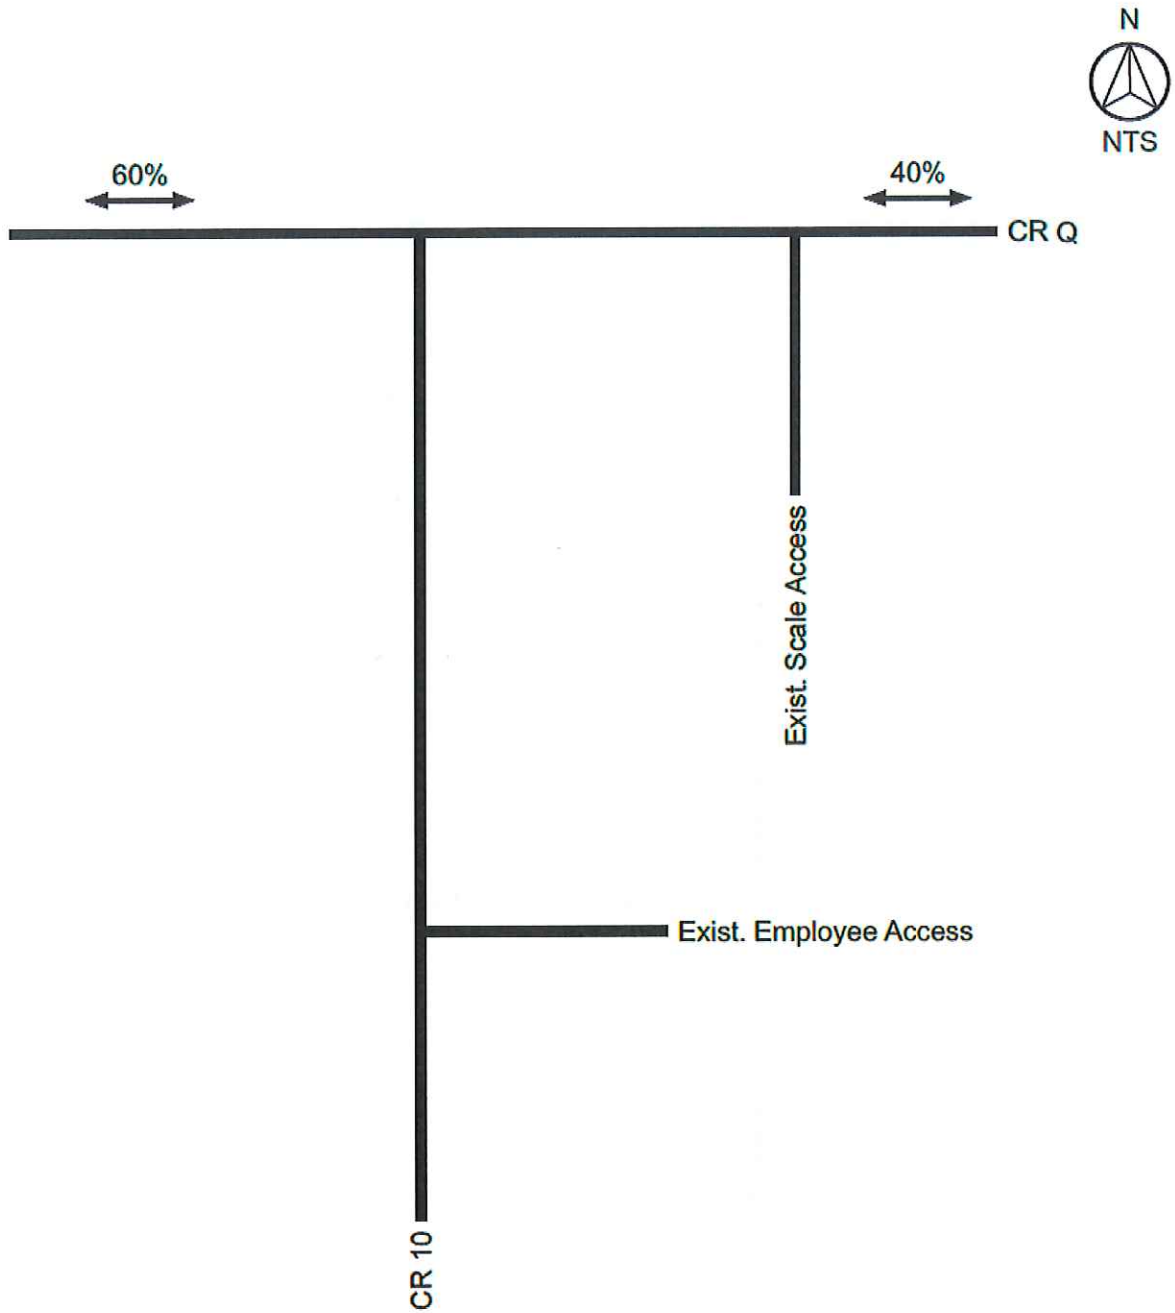 N
NTS
60%
40%
CR Q
Exist. Scale Access
Exist. Employee Access
CR 10